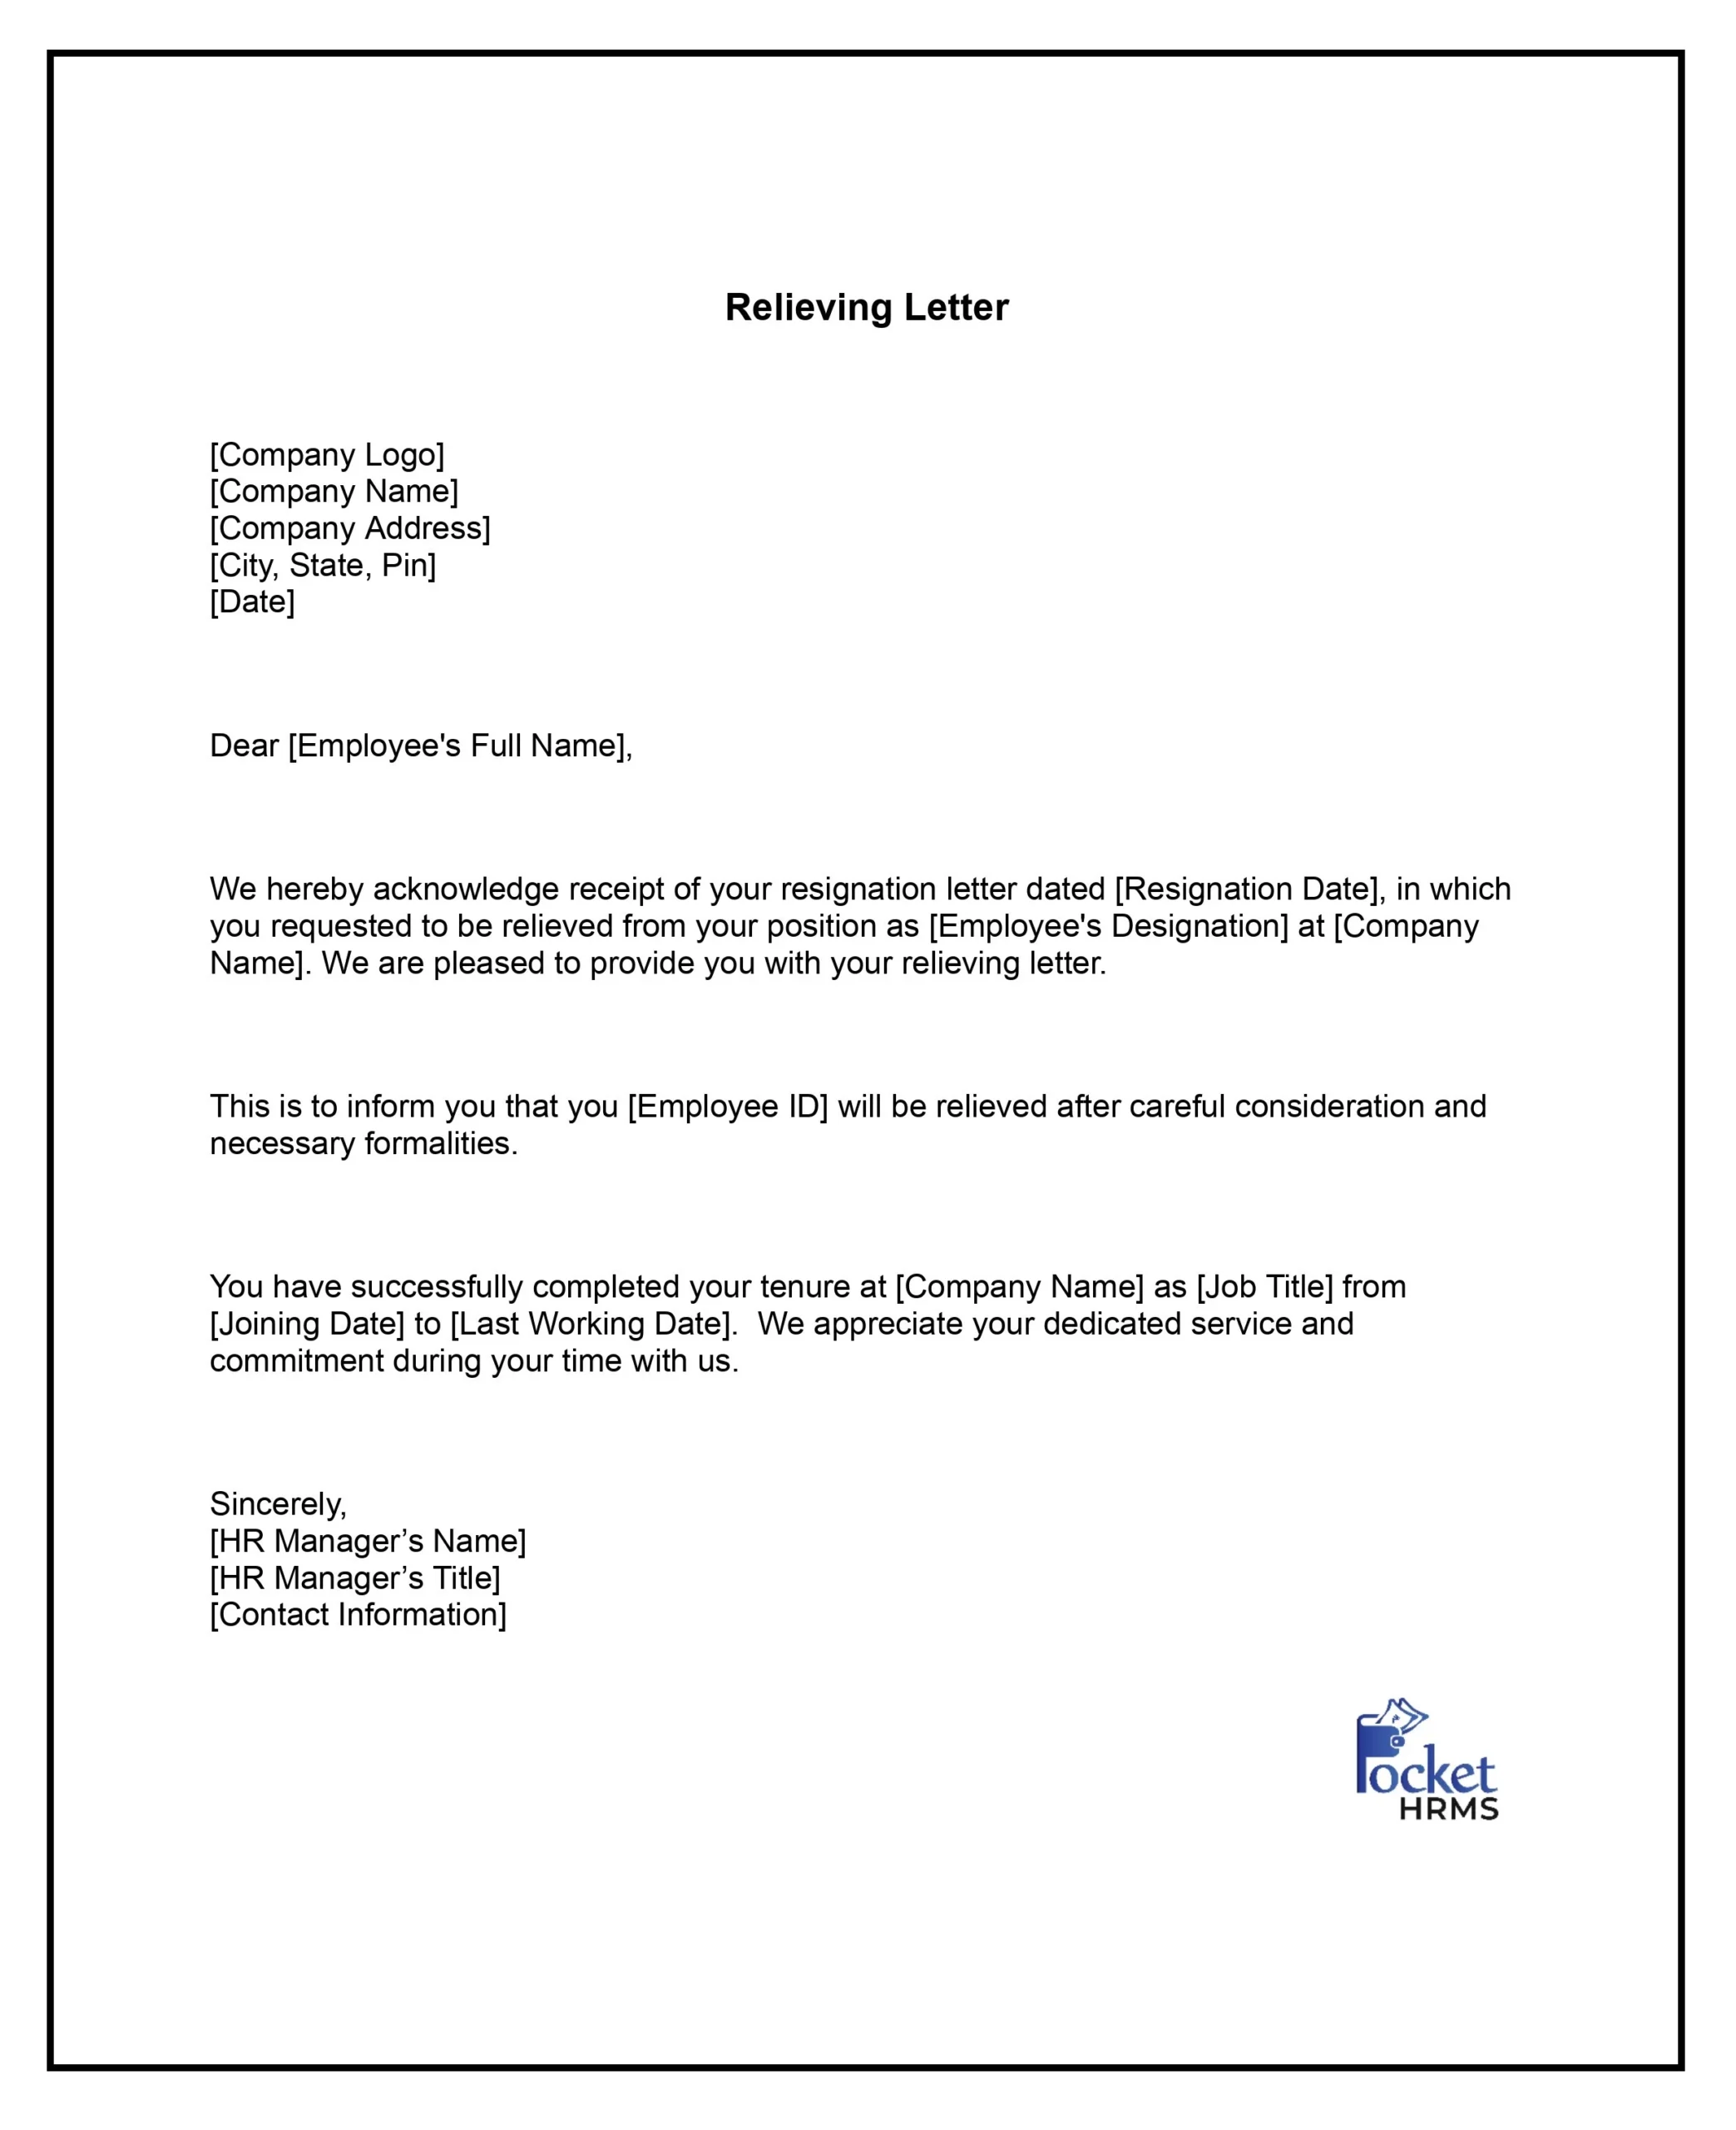 Relieving Letter
[Company Logo]
[Company Name]
[Company Address]
[City, State, Pin]
[Date]
Dear [Employee's Full Name],
We hereby acknowledge receipt of your resignation letter dated [Resignation Date], in which
you requested to be relieved from your position as [Employee's Designation] at [Company
Name]. We are pleased to provide you with your relieving letter.
This is to inform you that you [Employee ID] will be relieved after careful consideration and
necessary formalities.
You have successfully completed your tenure at [Company Name] as [Job Title] from
[Joining Date] to [Last Working Date].  We appreciate your dedicated service and
commitment during your time with us.
Sincerely,
[HR Manager’s Name]
[HR Manager’s Title]
[Contact Information]
Pocket
HRMS